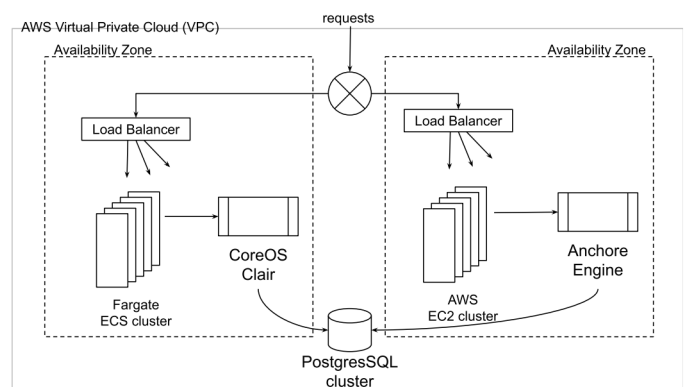 requests
AWS Virtual Private Cloud (VPC)
Availability Zone
Availability Zone
Load Balancer
Load Balancer
CoreOS
Clair
Anchore
Engine
Fargate
ECS cluster
AWS
EC2 cluster
PostgresSQL
cluster